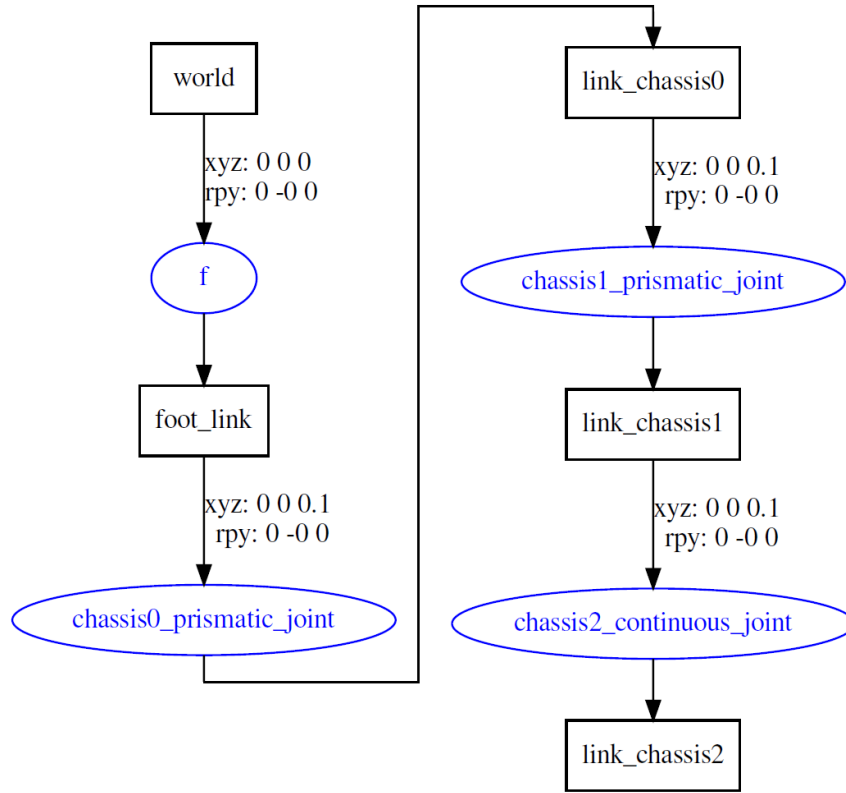 world
xyz: 0 0 0
rpy: 0 -0 0
f
foot_link
xyz: 0 0 0.1
rpy: 0 -0 0
chassis0_prismatic_joint
link_chassis0
xyz: 0 0 0.1
rpy: 0 -0 0
chassis1_prismatic_joint
link_chassis1
xyz: 0 0 0.1
rpy: 0 -0 0
chassis2_continuous_joint
link_chassis2